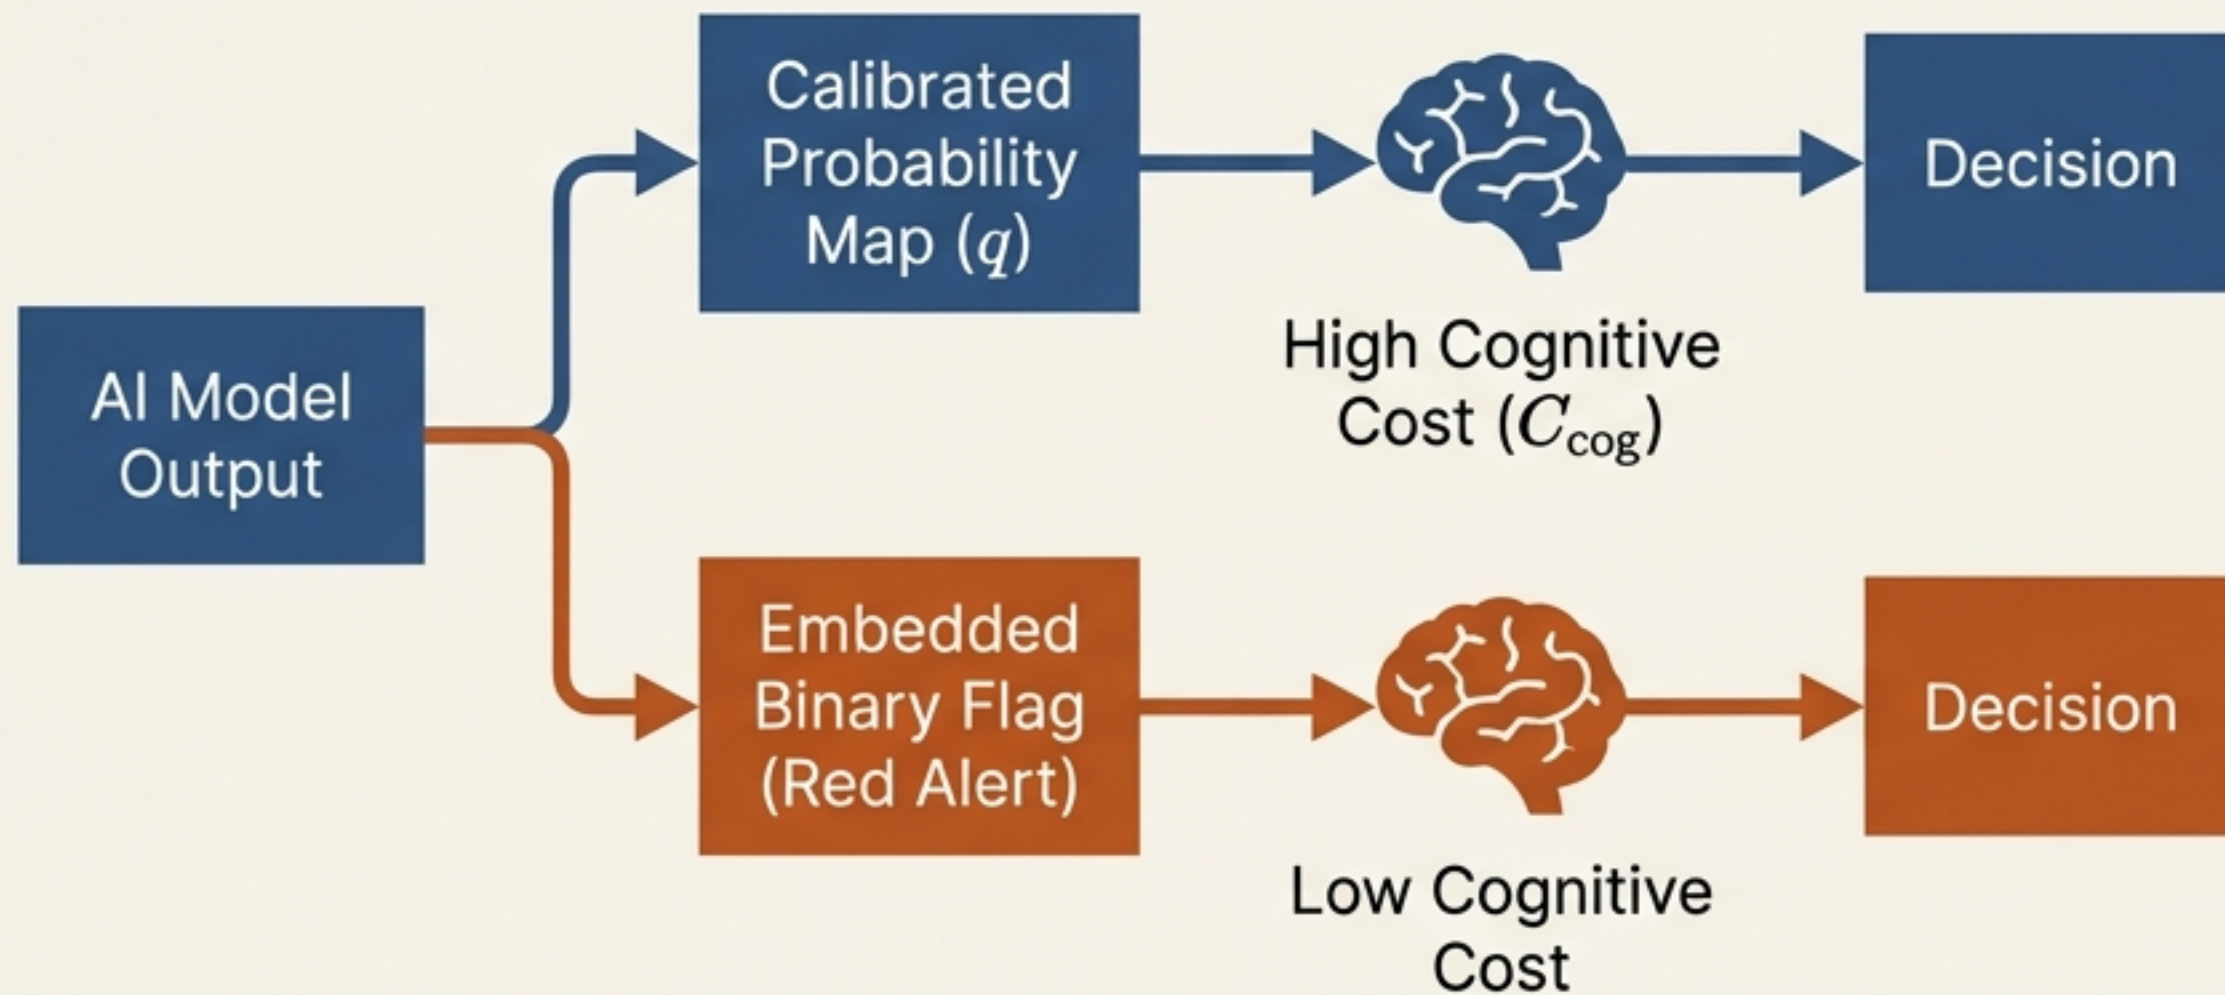 AI Model
Output
Calibrated
Probability
Map (q)
High Cognitive
Cost (C_cog)
Decision
Embedded
Binary Flag
(Red Alert)
Low Cognitive
Cost
Decision